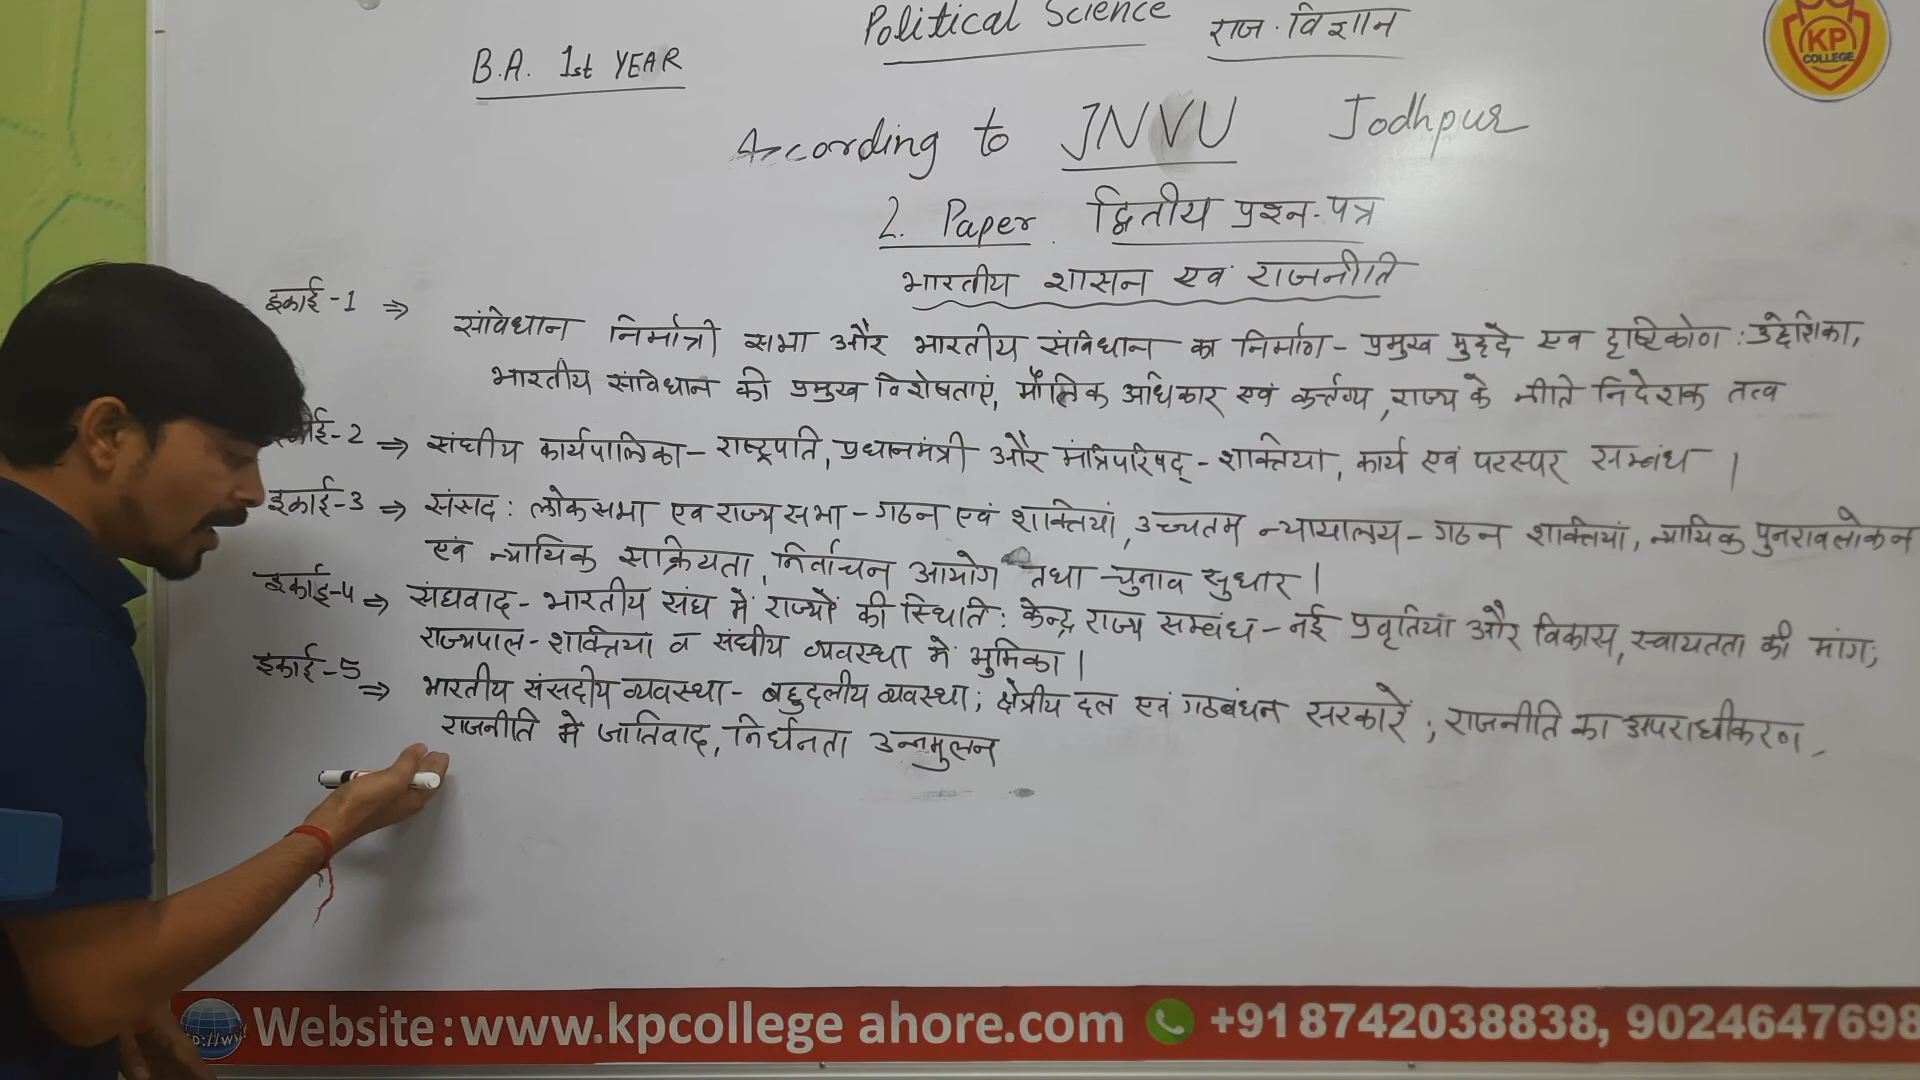 Political Science राज. विज्ञान
B.A. 1st YEAR
KP
COLLEGE
According to JNVU Jodhpur
2. Paper. द्वितीय प्रश्न-पत्र
भारतीय शासन एवं राजनीति
इकाई-1 ⇒ संविधान निर्मात्री सभा और भारतीय संविधान का निर्माण - प्रमुख मुद्दे एवं दृष्टिकोण : उद्देशिका,
भारतीय संविधान की प्रमुख विशेषताएं, मौलिक अधिकार एवं कर्त्तव्य, राज्य के नीति निदेशक तत्व
इकाई-2 ⇒ संघीय कार्यपालिका - राष्ट्रपति, प्रधानमंत्री और मंत्रिपरिषद् - शक्तियां, कार्य एवं परस्पर सम्बंध ।
इकाई-3 ⇒ संसद : लोकसभा एवं राज्य सभा - गठन एवं शक्तियां, उच्चतम न्यायालय - गठन शक्तियां, न्यायिक पुनरावलोकन
एवं न्यायिक सक्रियता, निर्वाचन आयोग तथा चुनाव सुधार ।
इकाई-4 ⇒ संघवाद - भारतीय संघ में राज्यों की स्थिति : केन्द्र राज्य सम्बंध - नई प्रवृतियां और विकास, स्वायतता की मांग;
राज्यपाल - शक्तियां व संघीय व्यवस्था में भुमिका ।
इकाई-5 ⇒ भारतीय संसदीय व्यवस्था - बहुदलीय व्यवस्था; क्षेत्रीय दल एवं गठबंधन सरकारें; राजनीति का अपराधीकरण,
राजनीति में जातिवाद, निर्धनता उन्नमुलन
Website : www.kpcollege ahore.com +91 8742038838, 9024647698